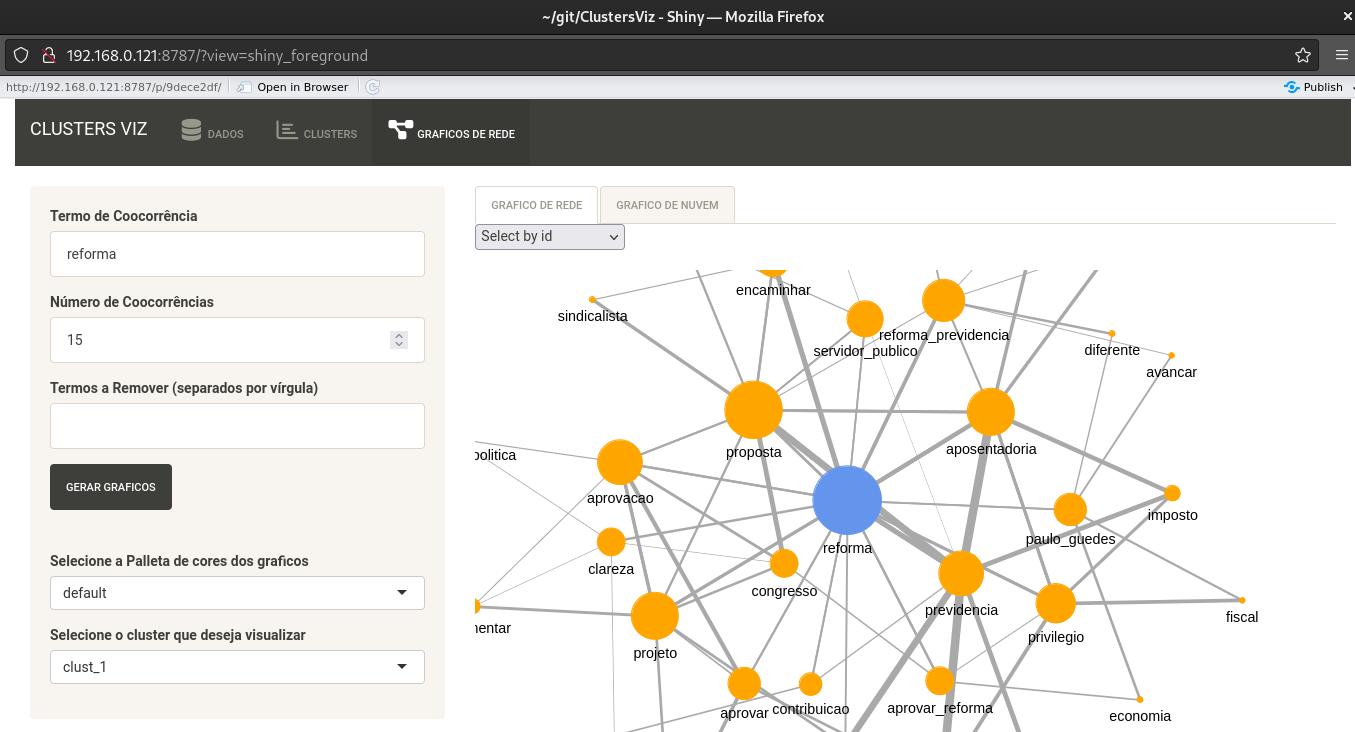 ~/git/ClustersViz - Shiny — Mozilla Firefox
192.168.0.121:8787/?view=shiny_foreground
http://192.168.0.121:8787/p/9dece2df/ Open in Browser Publish
CLUSTERS VIZ DADOS CLUSTERS GRAFICOS DE REDE
Termo de Coocorrência
reforma
Número de Coocorrências
15
Termos a Remover (separados por vírgula)
GERAR GRAFICOS
Selecione a Palleta de cores dos graficos
default
Selecione o cluster que deseja visualizar
clust_1
GRAFICO DE REDE GRAFICO DE NUVEM
Select by id
encaminhar
sindicalista
reforma_previdencia
servidor_publico
diferente
avancar
proposta
aposentadoria
politica
aprovacao
imposto
paulo_guedes
reforma
clareza
congresso
previdencia
fiscal
mentar
privilegio
projeto
aprovar_reforma
contribuicao
aprovar
economia